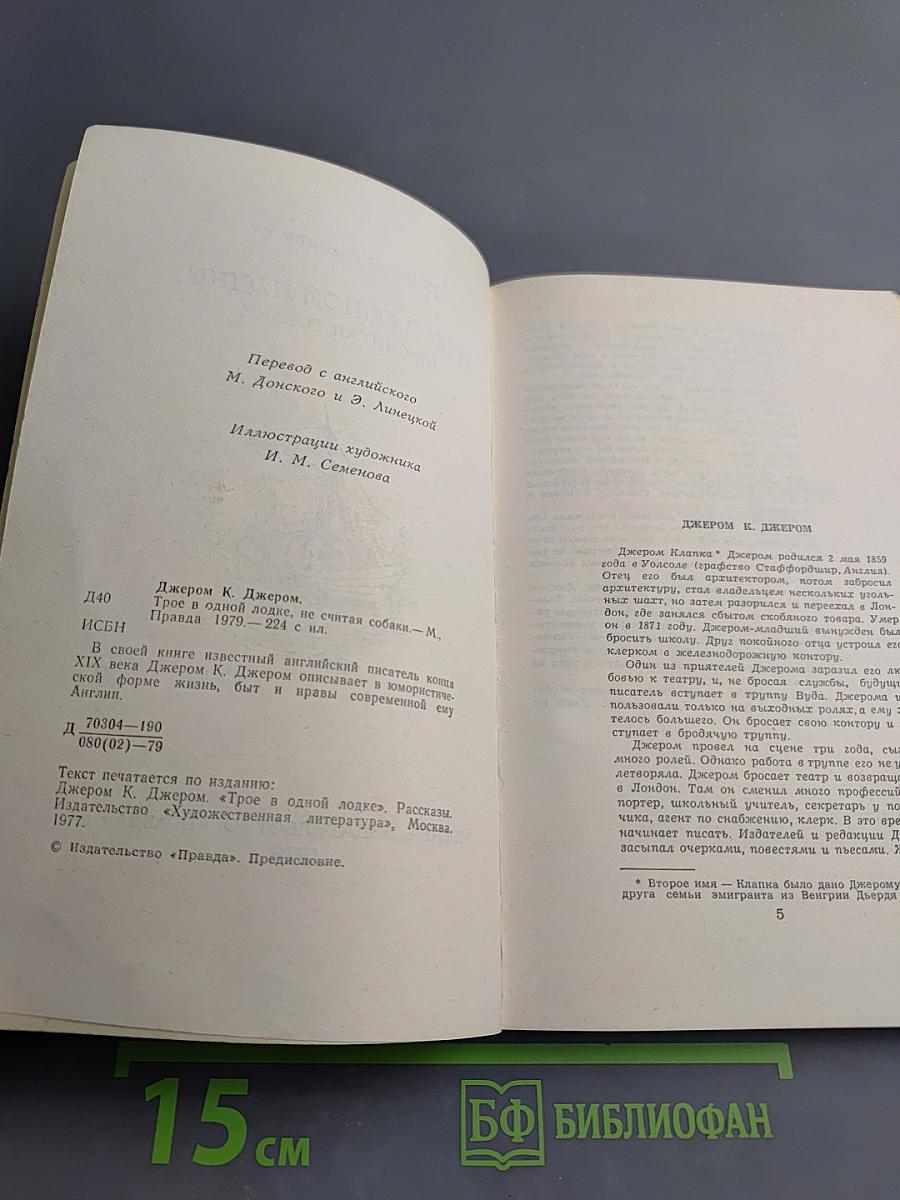 Перевод с английского
М. Донского и Э. Линецкой
Иллюстрации художника
И. М. Семенова
Джером К. Джером.
Д40 Трое в одной лодке, не считая собаки.— М.,
Правда 1979.— 224 с ил.
ИСБН
В своей книге известный английский писатель конца
XIX века Джером К. Джером описывает в юмористиче-
ской форме жизнь, быт и нравы современной ему
Англии.
Д 70304—190
080(02)—79
Текст печатается по изданию:
Джером К. Джером. «Трое в одной лодке». Рассказы.
Издательство «Художественная литература», Москва.
1977.
© Издательство «Правда». Предисловие.
ДЖЕРОМ К. ДЖЕРОМ
Джером Клапка* Джером родился 2 мая 1859
года в Уолсоле (графство Стаффордшир, Англия).
Отец его был архитектором, потом забросил
архитектуру, стал владельцем нескольких уголь-
ных шахт, но затем разорился и переехал в Лон-
дон, где занялся сбытом скобяного товара. Умер
он в 1871 году. Джером-младший вынужден был
бросить школу. Друг покойного отца устроил ег
клерком в железнодорожную контору.
Один из приятелей Джерома заразил его лю
бовью к театру, и, не бросая службы, будущи
писатель вступает в труппу Вуда. Джерома и
пользовали только на выходных ролях, а ему х
телось большего. Он бросает свою контору и
ступает в бродячую труппу.
Джером провел на сцене три года, сыг
много ролей. Однако работа в труппе его не у
летворяла. Джером бросает театр и возвраща
в Лондон. Там он сменил много профессий
портер, школьный учитель, секретарь у по
чика, агент по снабжению, клерк. В это вре
начинает писать. Издателей и редакции Д
засыпал очерками, повестями и пьесами. Ж
* Второе имя — Клапка было дано Джерому
друга семьи эмигранта из Венгрии Дьердя
5
15 см
БФ БИБЛИОФАН